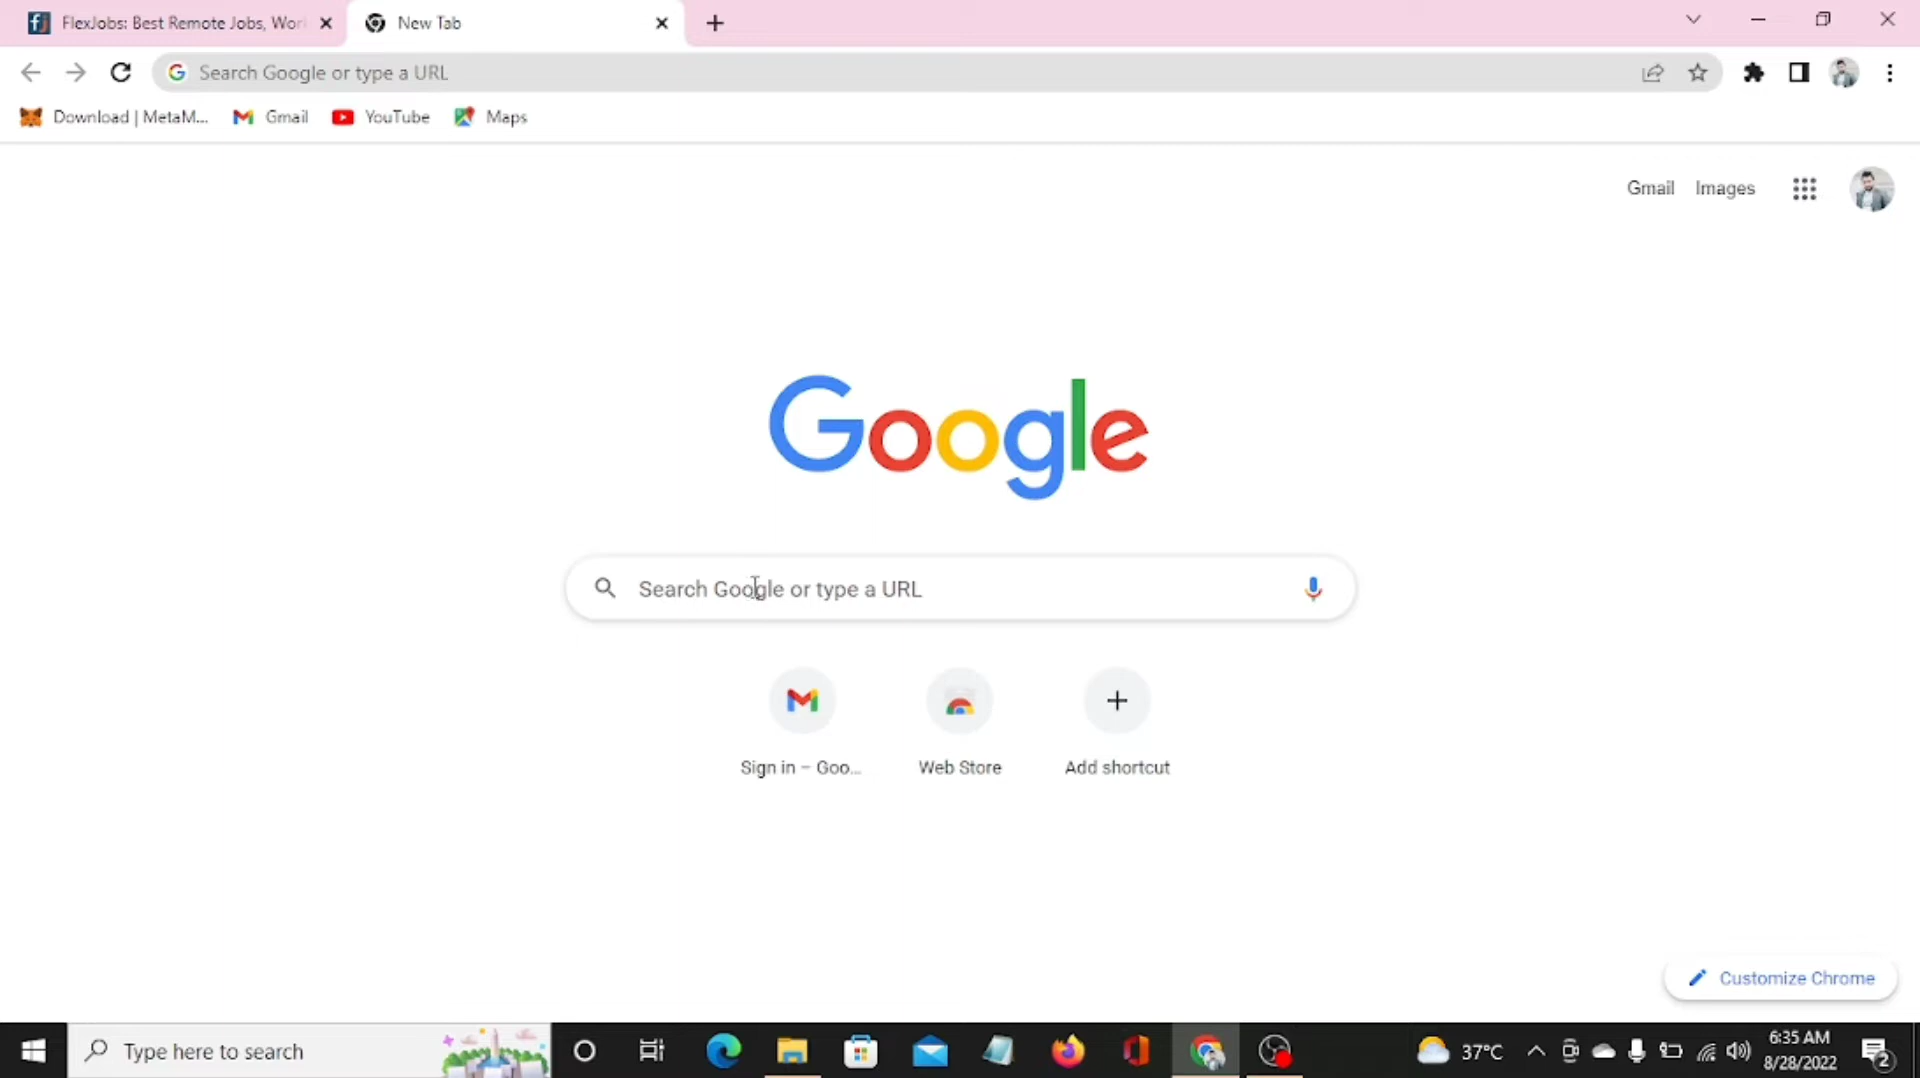 FlexJobs: Best Remote Jobs, Wor
New Tab
Search Google or type a URL
Download | MetaM...
Gmail
YouTube
Maps
Gmail
Images
Google
Search Google or type a URL
Sign in – Goo...
Web Store
Add shortcut
Customize Chrome
Type here to search
37°C
6:35 AM
8/28/2022
2